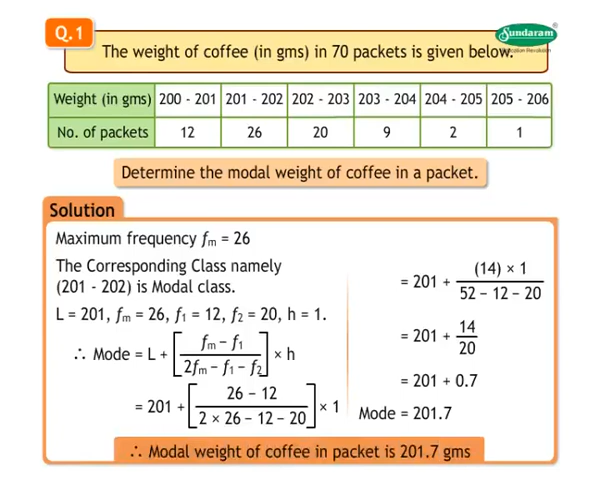 Q.1
Sundaram®
Education Revolution
The weight of coffee (in gms) in 70 packets is given below.
Weight (in gms) 200 - 201 201 - 202 202 - 203 203 - 204 204 - 205 205 - 206
No. of packets 12 26 20 9 2 1
Determine the modal weight of coffee in a packet.
Solution
Maximum frequency fm = 26
The Corresponding Class namely
(201 - 202) is Modal class.
L = 201, fm = 26, f1 = 12, f2 = 20, h = 1.
∴ Mode = L + [ (fm – f1) / (2fm – f1 – f2) ] × h
= 201 + [ (26 – 12) / (2 × 26 – 12 – 20) ] × 1
= 201 + (14) × 1 / (52 – 12 – 20)
= 201 + 14 / 20
= 201 + 0.7
Mode = 201.7
∴ Modal weight of coffee in packet is 201.7 gms